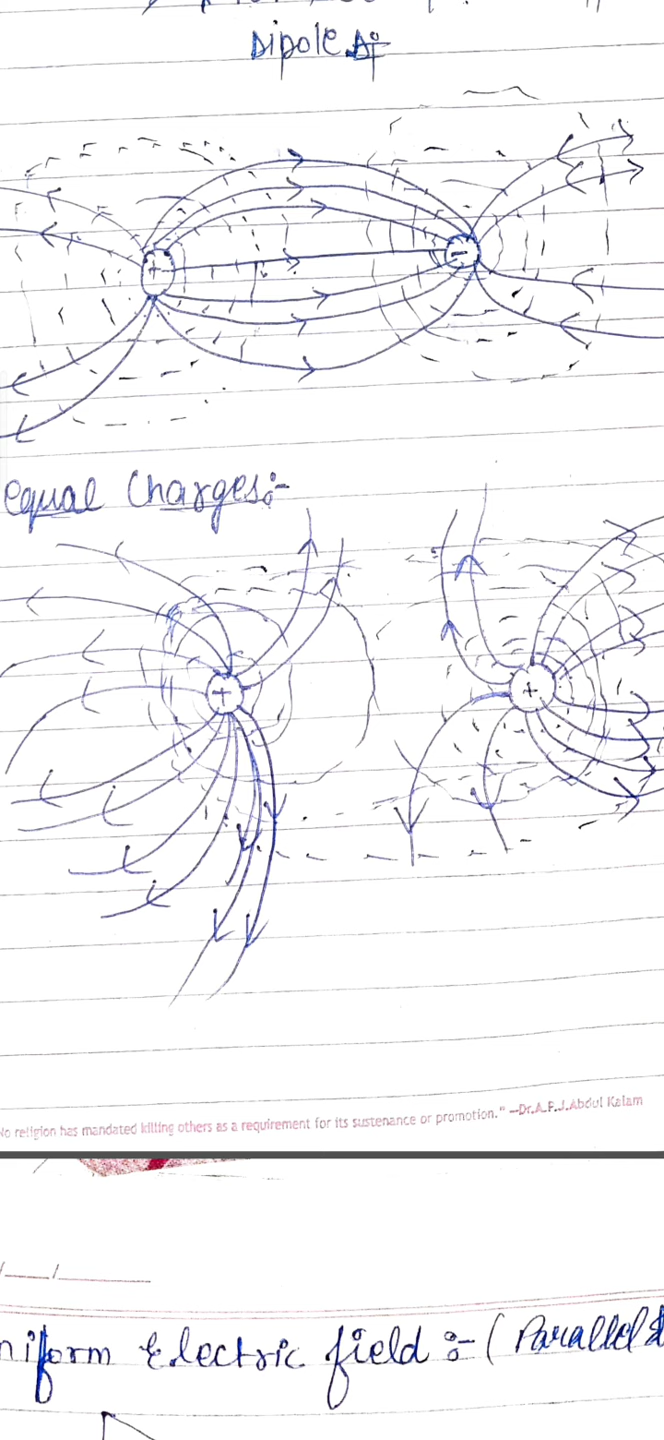 Dipole
+
-
equal Charges:-
+
+
No religion has mandated killing others as a requirement for its sustenance or promotion." —Dr.A.P.J.Abdul Kalam
niform Electric field :- ( Parallel